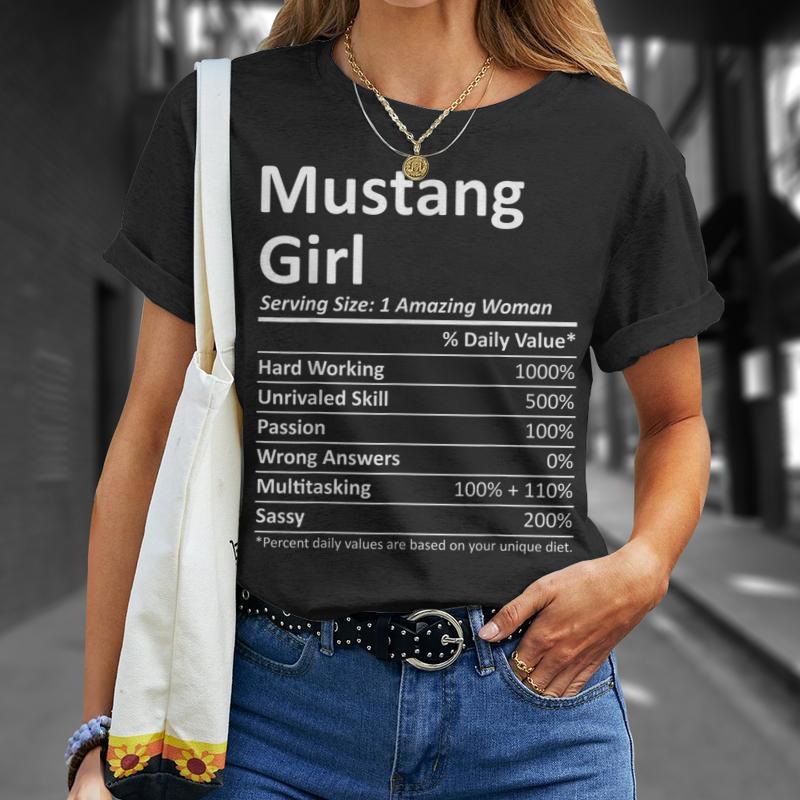 Mustang
Girl
Serving Size: 1 Amazing Woman
% Daily Value*
Hard Working 1000%
Unrivaled Skill 500%
Passion 100%
Wrong Answers 0%
Multitasking 100% + 110%
Sassy 200%
*Percent daily values are based on your unique diet.